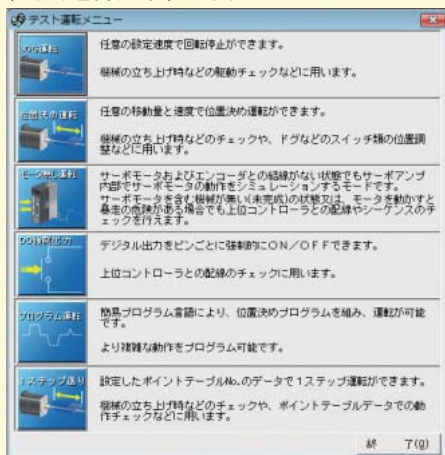 テスト運転メニュー
JOG運転
任意の設定速度で回転停止ができます。
機械の立ち上げ時などの駆動チェックなどに用います。
位置決め運転
任意の移動量と速度で位置決め運転ができます。
機械の立ち上げ時などのチェックや、ドグなどのスイッチ類の位置調
整などに用います。
モータ無し運転
サーボモータおよびエンコーダとの結線がない状態でもサーボアンプ
内部でサーボモータの動作をシミュレーションするモードです。
サーボモータを含む機械が無い(未完成)の状態又は、モータを動かすと
暴走の危険がある場合でも上位コントローラとの配線やシーケンスのチ
ェックを行えます。
DO強制出力
デジタル出力をピンごとに強制的にON/OFFできます。
上位コントローラとの配線のチェックに用います。
プログラム運転
簡易プログラム言語により、位置決めプログラムを組み、運転が可能
です。
より複雑な動作をプログラム可能です。
1ステップ送り
設定したポイントテーブルNo.のデータで1ステップ運転ができます。
機械の立ち上げ時などのチェックや、ポイントテーブルデータでの動
作チェックなどに用います。
終 了(Q)